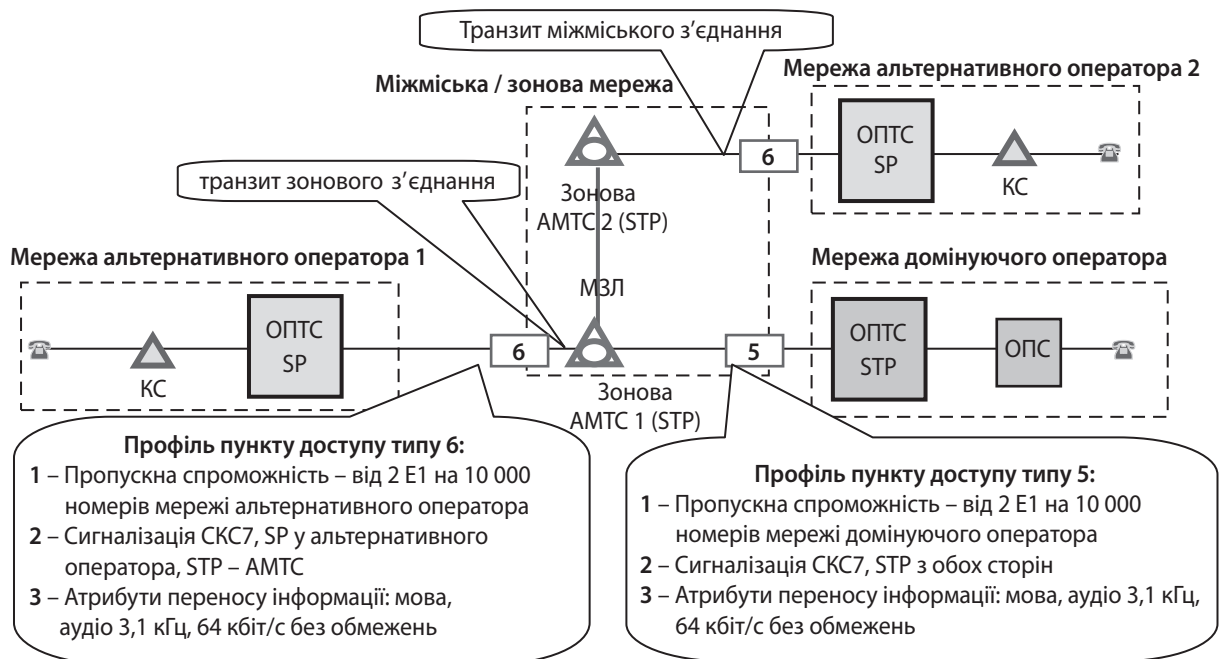 Транзит міжміського з’єднання
Міжміська / зонова мережа
Мережа альтернативного оператора 2
6
ОПТС
SP
КС
транзит зонового з’єднання
Зонова
АМТС 2 (STP)
Мережа альтернативного оператора 1
Мережа домінуючого оператора
МЗЛ
КС
ОПТС
SP
6
5
ОПТС
STP
ОПС
Зонова
АМТС 1 (STP)
Профіль пункту доступу типу 6:
1 – Пропускна спроможність – від 2 Е1 на 10 000
номерів мережі альтернативного оператора
2 – Сигналізація СКС7, SP у альтернативного
оператора, STP – АМТС
3 – Атрибути переносу інформації: мова,
аудіо 3,1 кГц, 64 кбіт/с без обмежень
Профіль пункту доступу типу 5:
1 – Пропускна спроможність – від 2 Е1 на 10 000
номерів мережі домінуючого оператора
2 – Сигналізація СКС7, STP з обох сторін
3 – Атрибути переносу інформації: мова, аудіо 3,1 кГц,
64 кбіт/с без обмежень